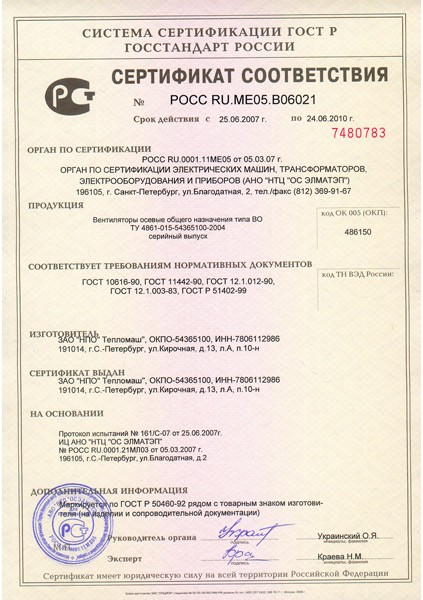 СИСТЕМА СЕРТИФИКАЦИИ ГОСТ Р
ГОССТАНДАРТ РОССИИ
СЕРТИФИКАТ СООТВЕТСТВИЯ
№ РОСС RU.ME05.B06021
Срок действия с 25.06.2007 г. по 24.06.2010 г.
7480783
ОРГАН ПО СЕРТИФИКАЦИИ
РОСС RU.0001.11ME05 от 05.03.07 г.
ОРГАН ПО СЕРТИФИКАЦИИ ЭЛЕКТРИЧЕСКИХ МАШИН, ТРАНСФОРМАТОРОВ,
ЭЛЕКТРООБОРУДОВАНИЯ И ПРИБОРОВ (АНО "НТЦ "ОС ЭЛМАТЭП")
196105, г. Санкт-Петербург, ул.Благодатная, 2, тел./факс (812) 369-91-67
ПРОДУКЦИЯ
Вентиляторы осевые общего назначения типа ВО
ТУ 4861-015-54365100-2004
серийный выпуск
код ОК 005 (ОКП):
486150
СООТВЕТСТВУЕТ ТРЕБОВАНИЯМ НОРМАТИВНЫХ ДОКУМЕНТОВ
ГОСТ 10616-90, ГОСТ 11442-90, ГОСТ 12.1.012-90,
ГОСТ 12.1.003-83, ГОСТ Р 51402-99
код ТН ВЭД России:
ИЗГОТОВИТЕЛЬ
ЗАО "НПО" Тепломаш", ОКПО-54365100, ИНН-7806112986
191014, г.С.-Петербург, ул.Кирочная, д.13, л.А, п.10-н
СЕРТИФИКАТ ВЫДАН
ЗАО "НПО" Тепломаш", ОКПО-54365100, ИНН-7806112986
191014, г.С.-Петербург, ул.Кирочная, д.13, л.А, п.10-н
НА ОСНОВАНИИ
Протокол испытаний № 161/С-07 от 25.06.2007г.
ИЦ АНО "НТЦ "ОС ЭЛМАТЭП"
№ РОСС RU.0001.21МЛ03 от 05.03.2007 г.
196105, г.С.-Петербург, ул.Благодатная, д.2
ДОПОЛНИТЕЛЬНАЯ ИНФОРМАЦИЯ
Маркируется по ГОСТ Р 50460-92 рядом с товарным знаком изготови-
теля (на изделии и сопроводительной документации)
Руководитель органа
подпись
Украинский О.Я.
инициалы, фамилия
Эксперт
подпись
Краева Н.М.
инициалы, фамилия
Сертификат имеет юридическую силу на всей территории Российской Федерации